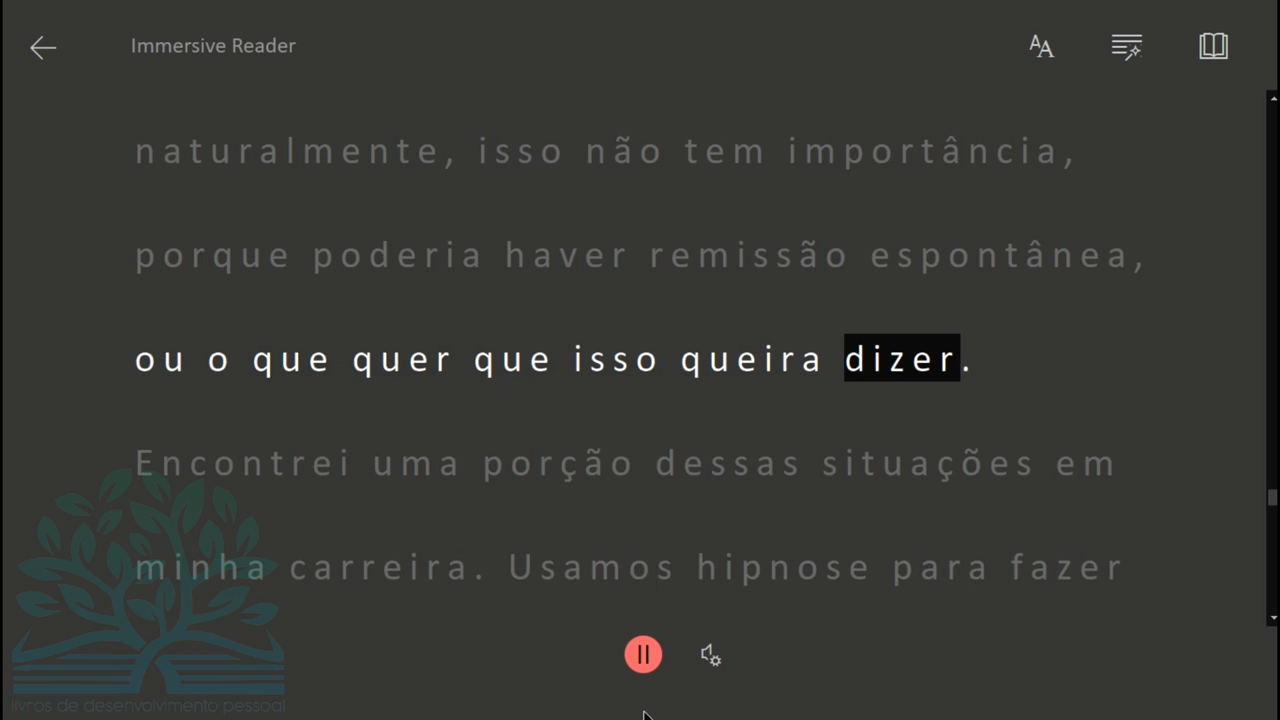 Immersive Reader
naturalmente, isso não tem importância,
porque poderia haver remissão espontânea,
ou o que quer que isso queira dizer.
Encontrei uma porção dessas situações em
minha carreira. Usamos hipnose para fazer
livros de desenvolvimento pessoal